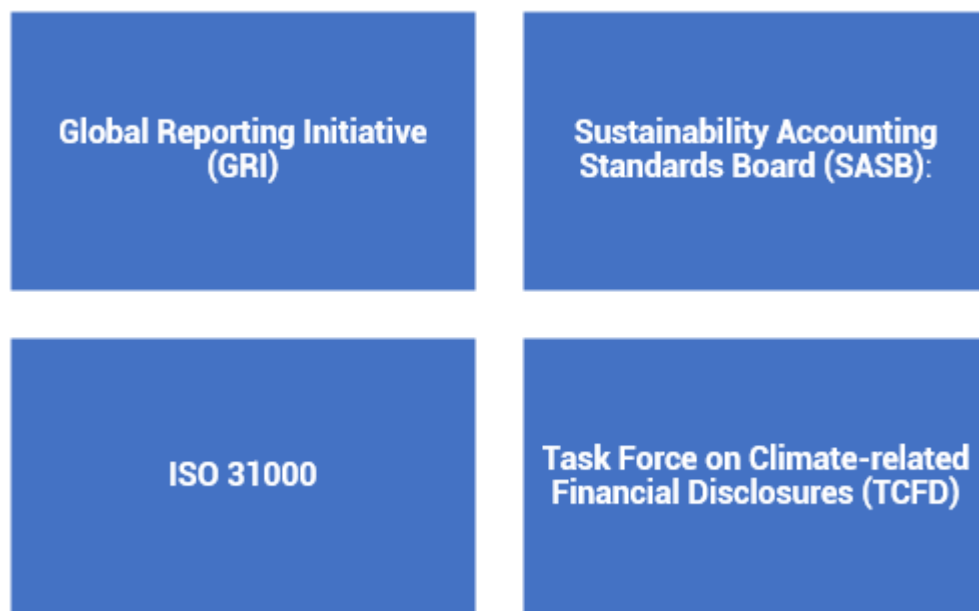 Global Reporting Initiative
(GRI)
Sustainability Accounting
Standards Board (SASB):
ISO 31000
Task Force on Climate-related
Financial Disclosures (TCFD)